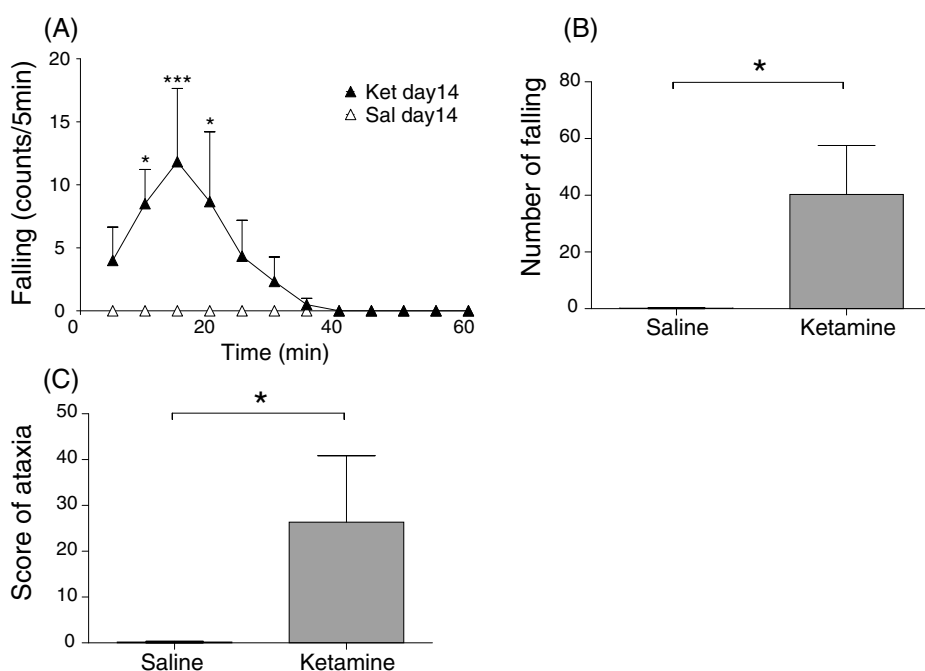 (A)
20
15
10
5
0
Falling (counts/5min)
*
***
*
Ket day14
Sal day14
0
20
40
60
Time (min)
(B)
80
60
40
20
0
Number of falling
*
Saline
Ketamine
(C)
50
40
30
20
10
0
Score of ataxia
*
Saline
Ketamine